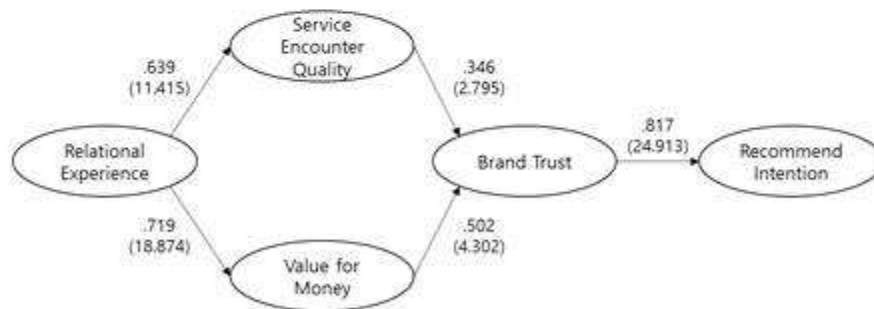 Service
Encounter
Quality
.639
(11.415)
.346
(2.795)
Relational
Experience
Brand Trust
.817
(24.913)
Recommend
Intention
.719
(18.874)
.502
(4.302)
Value for
Money